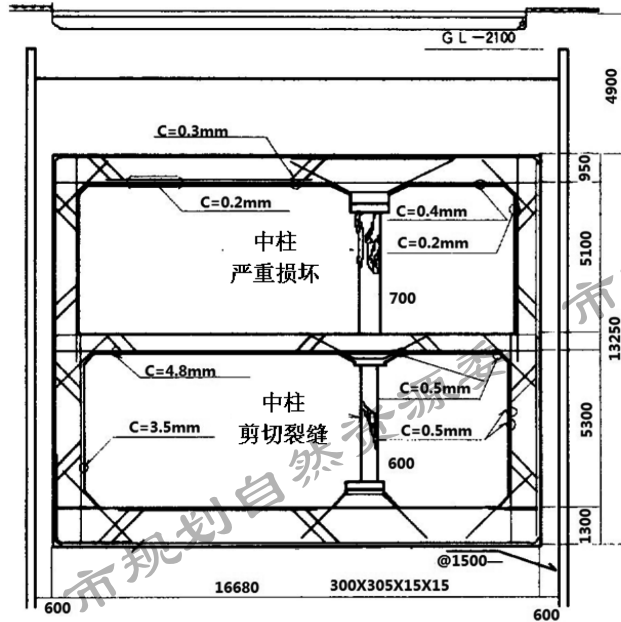 GL-2100
4900
C=0.3mm
950
C=0.2mm
C=0.4mm
C=0.2mm
中柱
严重损坏
5100
700
13250
C=4.8mm
C=0.5mm
中柱
剪切裂缝
C=3.5mm
C=0.5mm
5300
600
1300
@1500
16680
300X305X15X15
600
600
市规划自然资源委
市